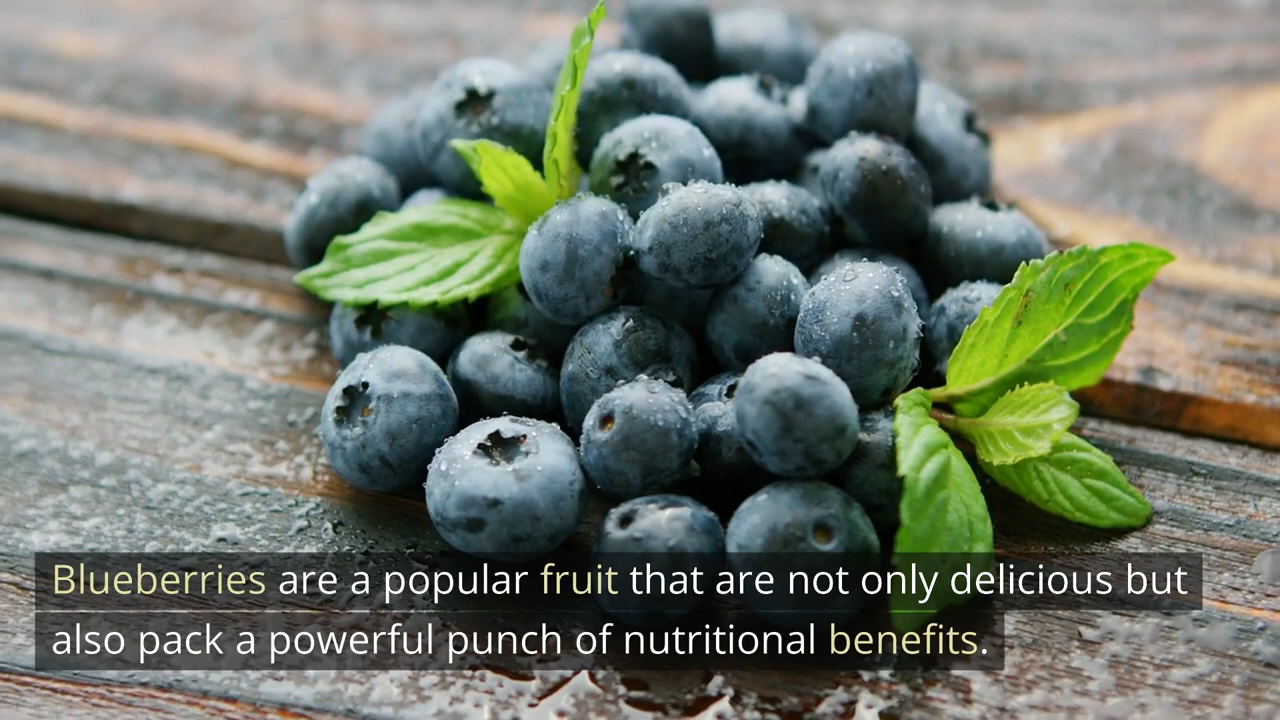 Blueberries are a popular fruit that are not only delicious but
also pack a powerful punch of nutritional benefits.